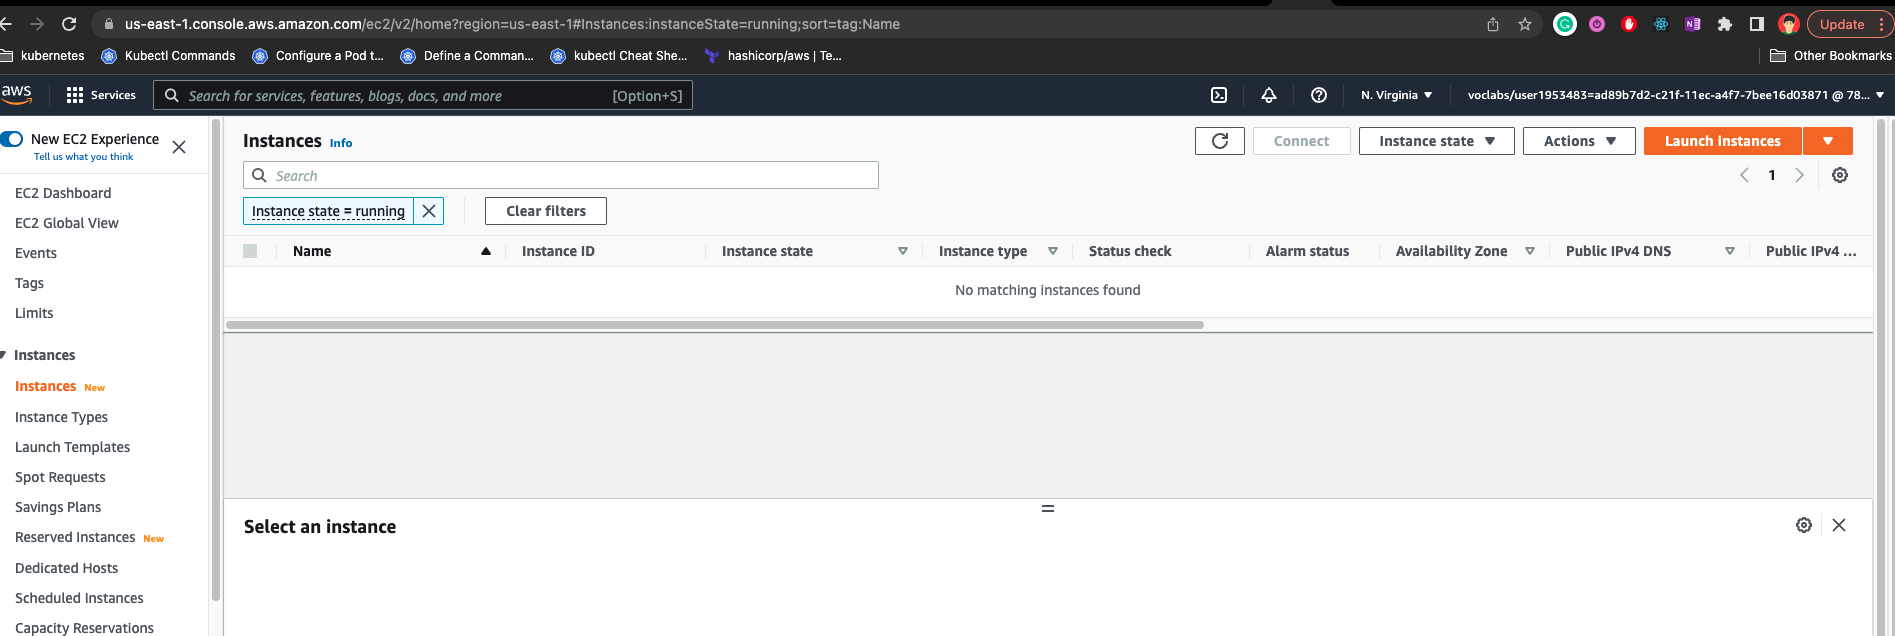 us-east-1.console.aws.amazon.com/ec2/v2/home?region=us-east-1#Instances:instanceState=running;sort=tag:Name
Update
kubernetes Kubectl Commands Configure a Pod t... Define a Comman... kubectl Cheat She... hashicorp/aws | Te... Other Bookmarks
aws Services Search for services, features, blogs, docs, and more [Option+S] N. Virginia voclabs/user1953483=ad89b7d2-c21f-11ec-a4f7-7bee16d03871 @ 78...
New EC2 Experience
Tell us what you think
EC2 Dashboard
EC2 Global View
Events
Tags
Limits
Instances
Instances New
Instance Types
Launch Templates
Spot Requests
Savings Plans
Reserved Instances New
Dedicated Hosts
Scheduled Instances
Capacity Reservations
Instances Info
Connect Instance state Actions Launch instances
Search
1
Instance state = running Clear filters
Name Instance ID Instance state Instance type Status check Alarm status Availability Zone Public IPv4 DNS Public IPv4 ...
No matching instances found
Select an instance